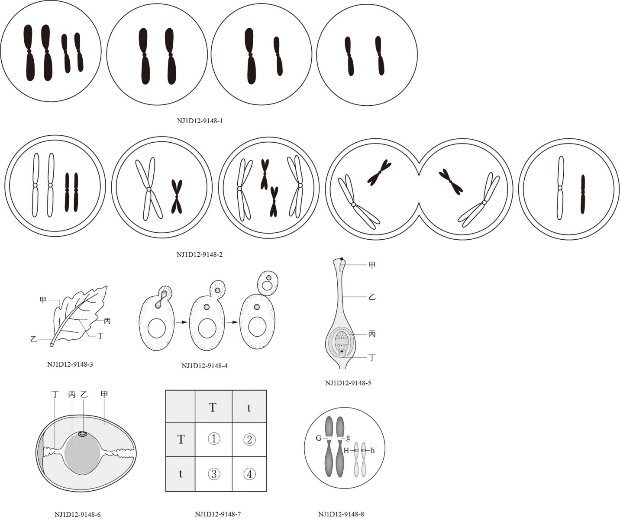 NJ1D12-9148-1
NJ1D12-9148-2
甲
乙
丙
丁
NJ1D12-9148-3
NJ1D12-9148-4
甲
乙
丙
丁
NJ1D12-9148-5
丁 丙 乙 甲
NJ1D12-9148-6
T t
T ① ②
t ③ ④
NJ1D12-9148-7
G g
H h
NJ1D12-9148-8